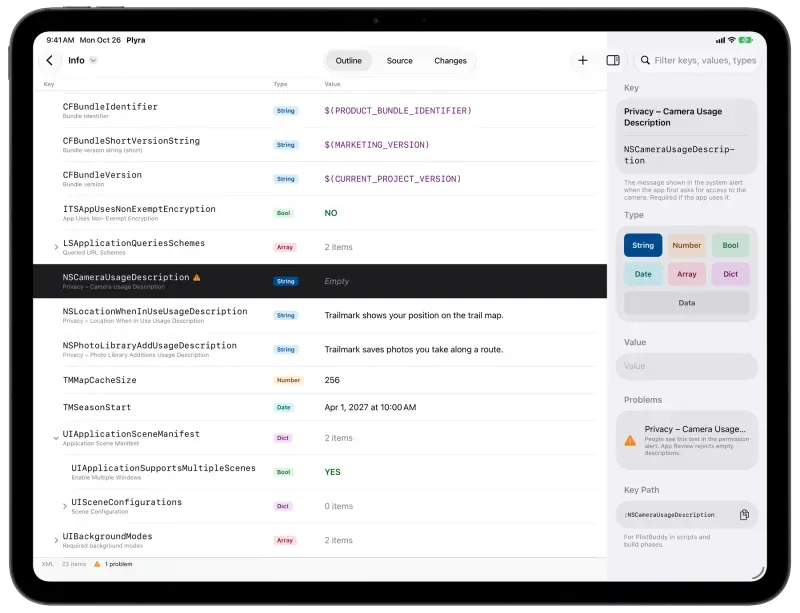 9:41 AM Mon Oct 26 Plyra
Info
Outline Source Changes
Filter keys, values, types
Key Type Value
CFBundleIdentifier
Bundle identifier
String
$(PRODUCT_BUNDLE_IDENTIFIER)
CFBundleShortVersionString
Bundle version string (short)
String
$(MARKETING_VERSION)
CFBundleVersion
Bundle version
String
$(CURRENT_PROJECT_VERSION)
ITSAppUsesNonExemptEncryption
App Uses Non-Exempt Encryption
Bool
NO
LSApplicationQueriesSchemes
Queried URL Schemes
Array
2 items
NSCameraUsageDescription
Privacy – Camera Usage Description
String
Empty
NSLocationWhenInUseUsageDescription
Privacy – Location When In Use Usage Description
String
Trailmark shows your position on the trail map.
NSPhotoLibraryAddUsageDescription
Privacy – Photo Library Additions Usage Description
String
Trailmark saves photos you take along a route.
TMMapCacheSize
Number
256
TMSeasonStart
Date
Apr 1, 2027 at 10:00 AM
UIApplicationSceneManifest
Application Scene Manifest
Dict
2 items
UIApplicationSupportsMultipleScenes
Enable Multiple Windows
Bool
YES
UISceneConfigurations
Scene Configuration
Dict
0 items
UIBackgroundModes
Required background modes
Array
2 items
XML 23 items 1 problem
Key
Privacy – Camera Usage
Description
NSCameraUsageDescrip-
tion
The message shown in the system alert
when the app first asks for access to the
camera. Required if the app uses it.
Type
String Number Bool
Date Array Dict
Data
Value
Value
Problems
Privacy – Camera Usage...
People see this text in the permission
alert. App Review rejects empty
descriptions.
Key Path
:NSCameraUsageDescription
For PlistBuddy in scripts and
build phases.